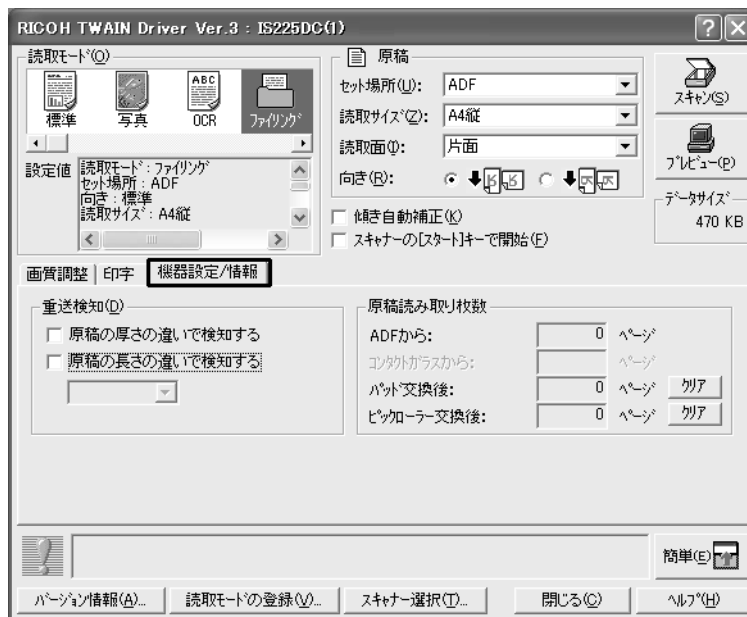 RICOH TWAIN Driver Ver.3 : IS225DC(1)
読取モード(O)
標準
写真
ABC
OCR
ファイリング
設定値
読取モード : ファイリング
セット場所 : ADF
向き : 標準
読取サイズ : A4縦
原稿
セット場所(U):
ADF
読取サイズ(Z):
A4縦
読取面(I):
片面
向き(R):
傾き自動補正(K)
スキャナーの[スタート]キーで開始(F)
スキャン(S)
プレビュー(P)
データサイズ
470 KB
画質調整
印字
機器設定/情報
重送検知(D)
原稿の厚さの違いで検知する
原稿の長さの違いで検知する
原稿読み取り枚数
ADFから: 0 ページ
コンタクトガラスから: ページ
パッド交換後: 0 ページ クリア
ピックローラー交換後: 0 ページ クリア
簡単(E)
バージョン情報(A)...
読取モードの登録(V)...
スキャナー選択(T)...
閉じる(C)
ヘルプ(H)